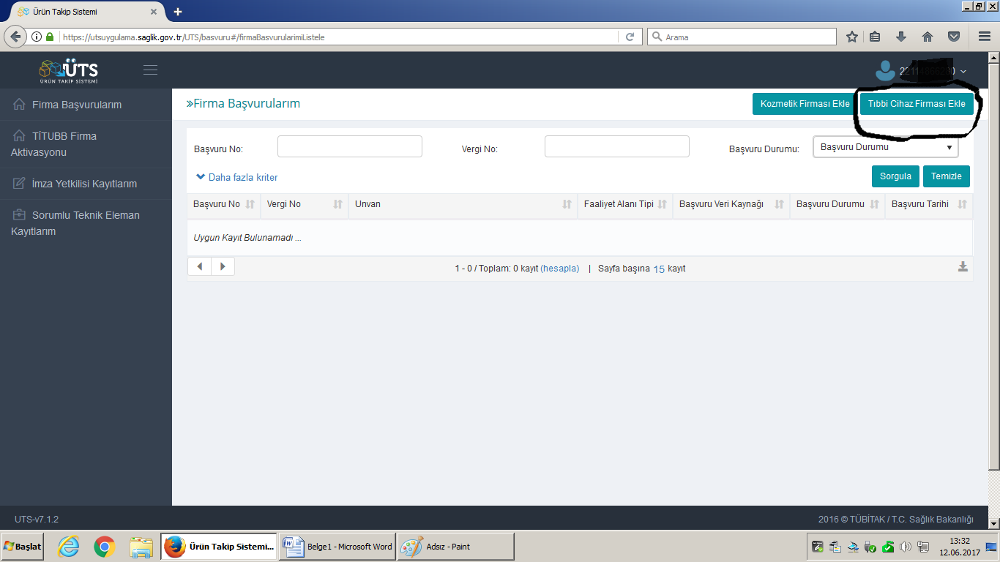 Ürün Takip Sistemi
https://utsuygulama.saglik.gov.tr/UTS/basvuru#/firmaBasvurularimiListele
Arama
ÜTS
ÜRÜN TAKİP SİSTEMİ
Firma Başvurularım
TİTUBB Firma
Aktivasyonu
İmza Yetkilisi Kayıtlarım
Sorumlu Teknik Eleman
Kayıtlarım
»Firma Başvurularım
Kozmetik Firması Ekle
Tıbbi Cihaz Firması Ekle
Başvuru No:
Vergi No:
Başvuru Durumu:
Başvuru Durumu
Daha fazla kriter
Sorgula
Temizle
Başvuru No
Vergi No
Unvan
Faaliyet Alanı Tipi
Başvuru Veri Kaynağı
Başvuru Durumu
Başvuru Tarihi
Uygun Kayıt Bulunamadı ...
1 - 0 / Toplam: 0 kayıt (hesapla) | Sayfa başına 15 kayıt
UTS-v7.1.2
2016 © TÜBİTAK / T.C. Sağlık Bakanlığı
Başlat
Ürün Takip Sistemi...
Belge1 - Microsoft Word
Adsız - Paint
13:32
12.06.2017